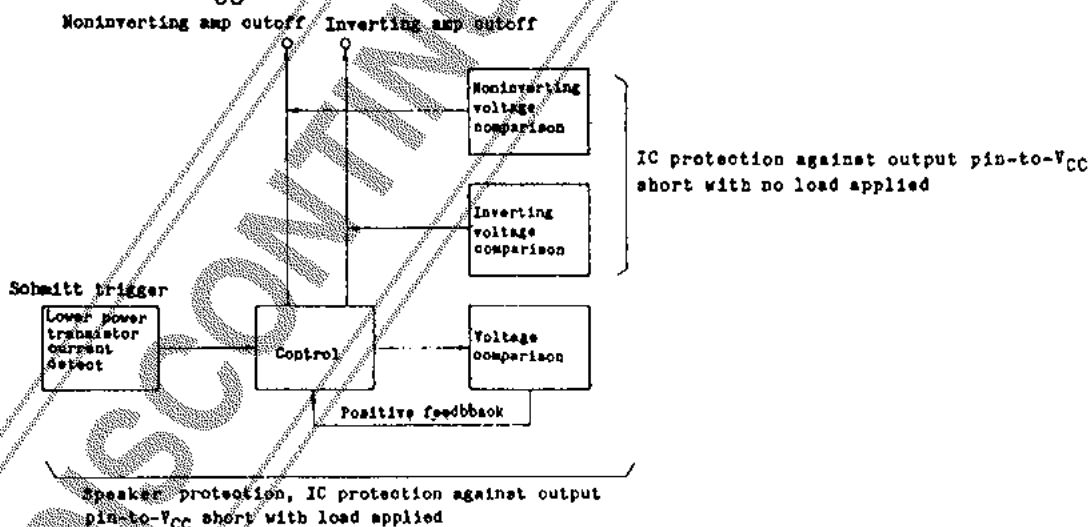 Noninverting amp cutoff Inverting amp cutoff
Noninverting
voltage
comparison
IC protection against output pin-to-VCC
short with no load applied
Inverting
voltage
comparison
Schmitt trigger
Lower power
transistor
current
detect
Control
Voltage
comparison
Positive feedbback
Speaker protection, IC protection against output
pin-to-VCC short with load applied
DISCONTINU